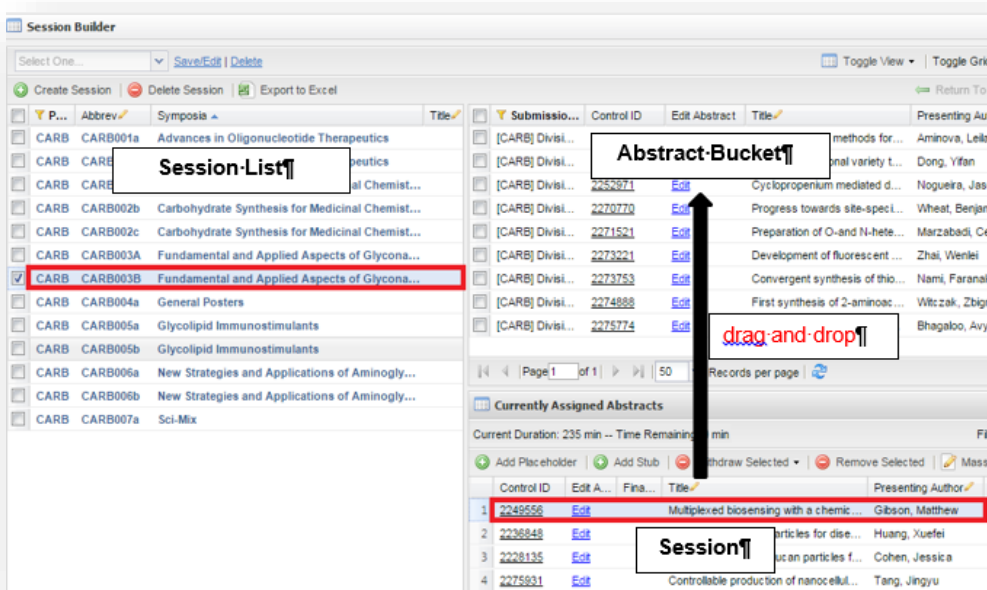 Session Builder
Select One... Save/Edit | Delete Toggle View Toggle Gri
Create Session Delete Session Export to Excel Return To
P... Abbrev Symposia Title
CARB CARB001a Advances in Oligonucleotide Therapeutics
CARB CARB peutics
CARB CARB al Chemist...
CARB CARB002b Carbohydrate Synthesis for Medicinal Chemist...
CARB CARB002c Carbohydrate Synthesis for Medicinal Chemist...
CARB CARB003A Fundamental and Applied Aspects of Glycona...
CARB CARB003B Fundamental and Applied Aspects of Glycona...
CARB CARB004a General Posters
CARB CARB005a Glycolipid Immunostimulants
CARB CARB005b Glycolipid Immunostimulants
CARB CARB006a New Strategies and Applications of Aminogly...
CARB CARB006b New Strategies and Applications of Aminogly...
CARB CARB007a Sci-Mix
Session·List¶
Submissio... Control ID Edit Abstract Title Presenting Au
[CARB] Divisi... methods for... Aminova, Leila
[CARB] Divisi... onal variety t... Dong, Yifan
[CARB] Divisi... 2252971 Edit Cyclopropenium mediated d... Nogueira, Jas
[CARB] Divisi... 2270770 Edit Progress towards site-speci... Wheat, Benjam
[CARB] Divisi... 2271521 Edit Preparation of O-and N-hete... Marzabadi, Ce
[CARB] Divisi... 2273221 Edit Development of fluorescent ... Zhai, Wenlei
[CARB] Divisi... 2273753 Edit Convergent synthesis of thio... Nami, Faranak
[CARB] Divisi... 2274888 Edit First synthesis of 2-aminoac... Witczak, Zbig
[CARB] Divisi... 2275774 Edit Bhagaloo, Avy
Abstract·Bucket¶
drag·and·drop¶
Page 1 of 1 50 Records per page
Currently Assigned Abstracts
Current Duration: 235 min -- Time Remaining min Fi
Add Placeholder Add Stub Withdraw Selected Remove Selected Mass
Control ID Edit A... Fina... Title Presenting Author
1 2249556 Edit Multiplexed biosensing with a chemic... Gibson, Matthew
2 2236848 Edit articles for dise... Huang, Xuefei
3 2228135 Edit ucan particles f... Cohen, Jessica
4 2275931 Edit Controllable production of nanocellul... Tang, Jingyu
Session¶